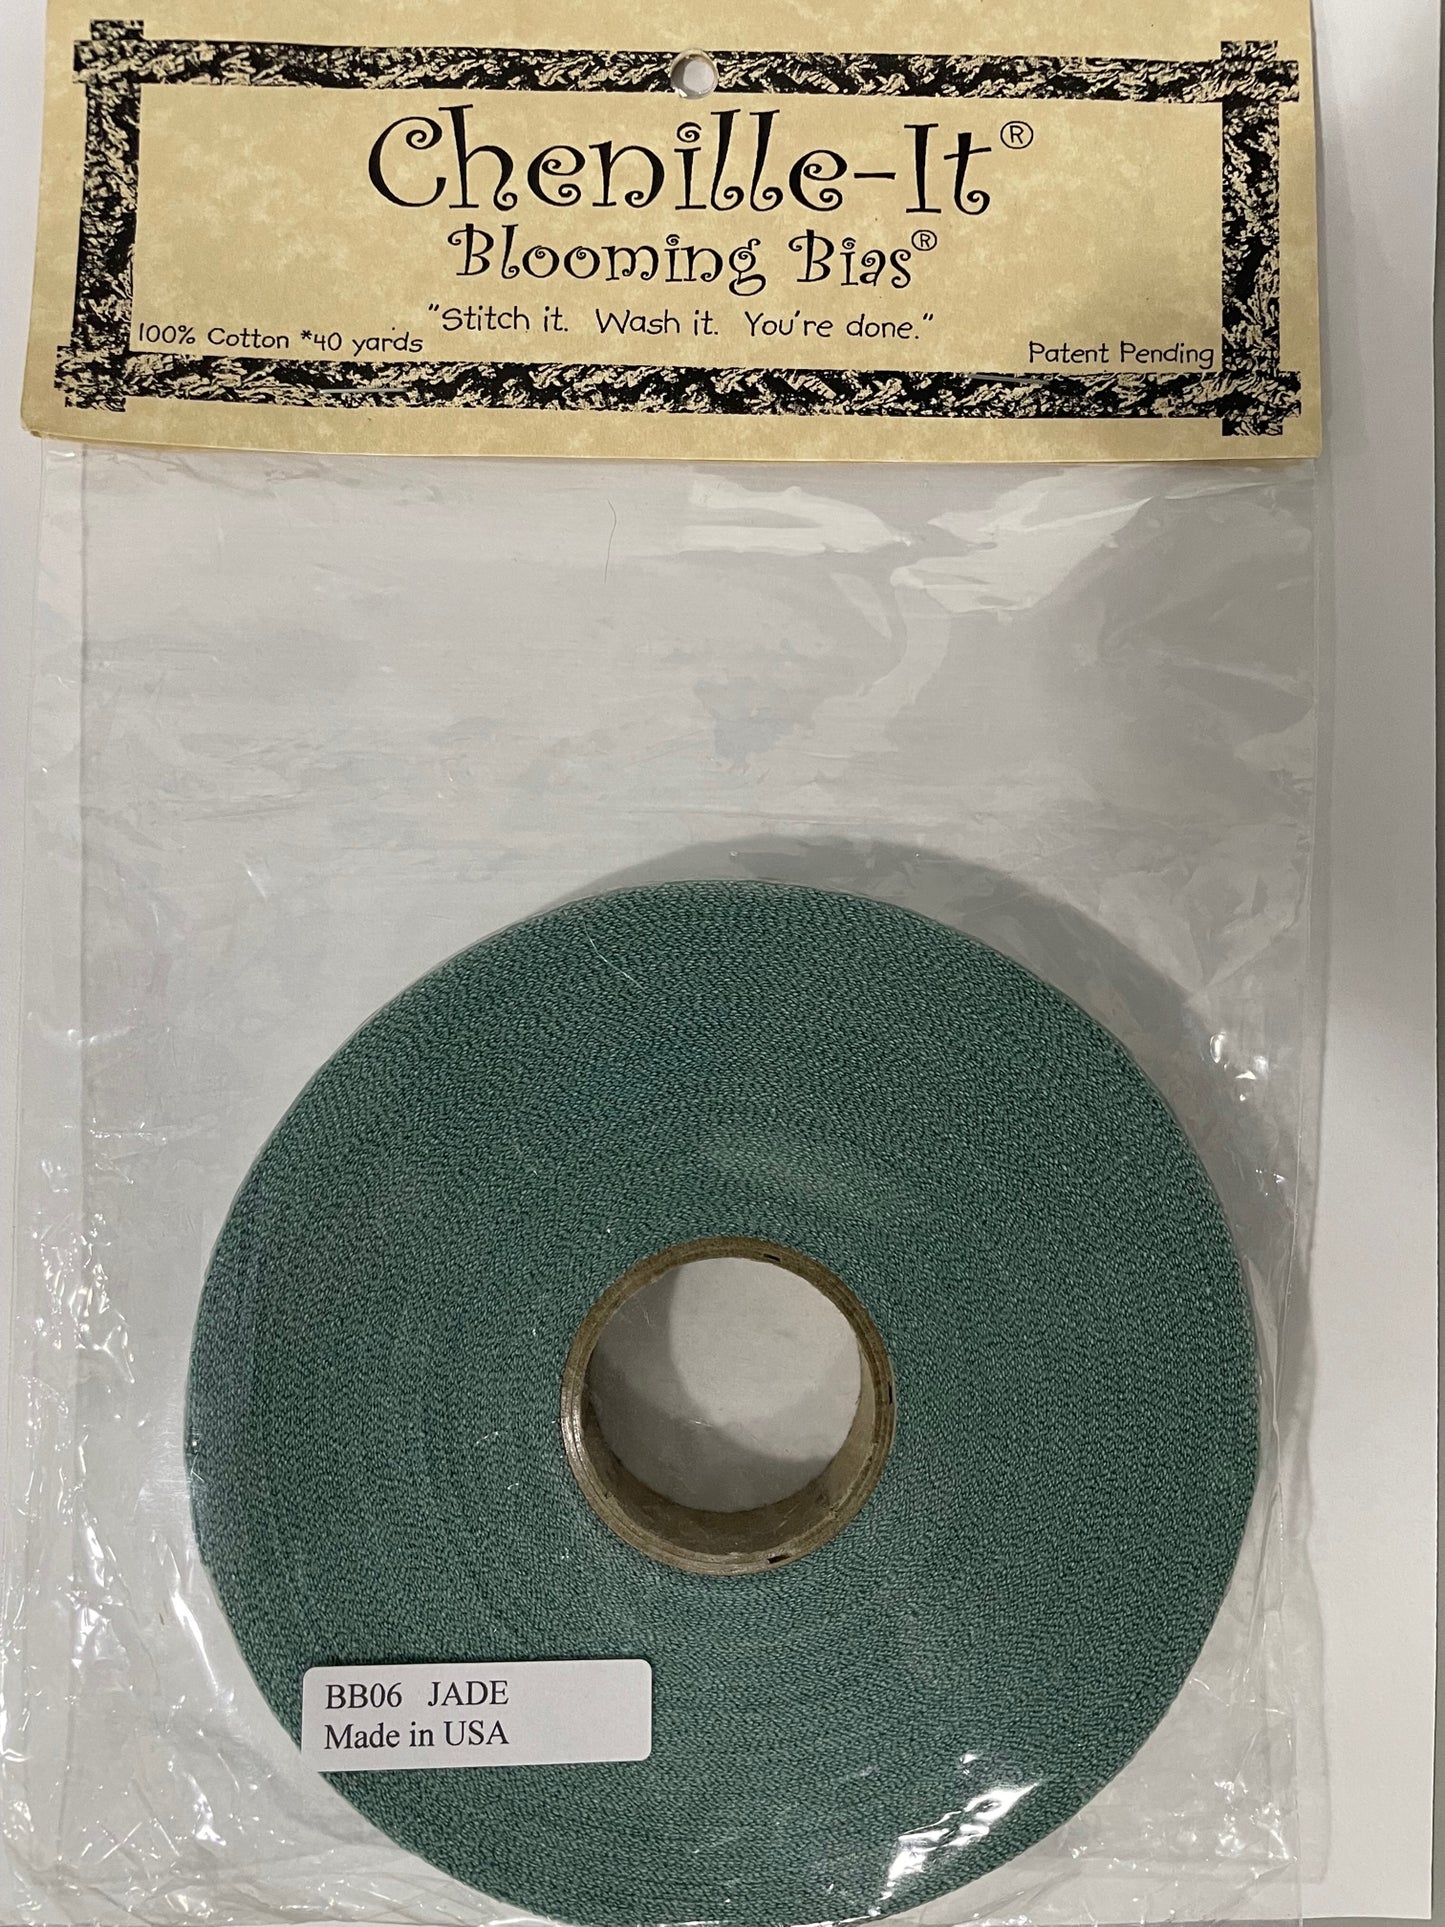 Chenille-It®
Blooming Bias®
"Stitch it. Wash it. You're done."
100% Cotton *40 yards
Patent Pending
BB06 JADE
Made in USA